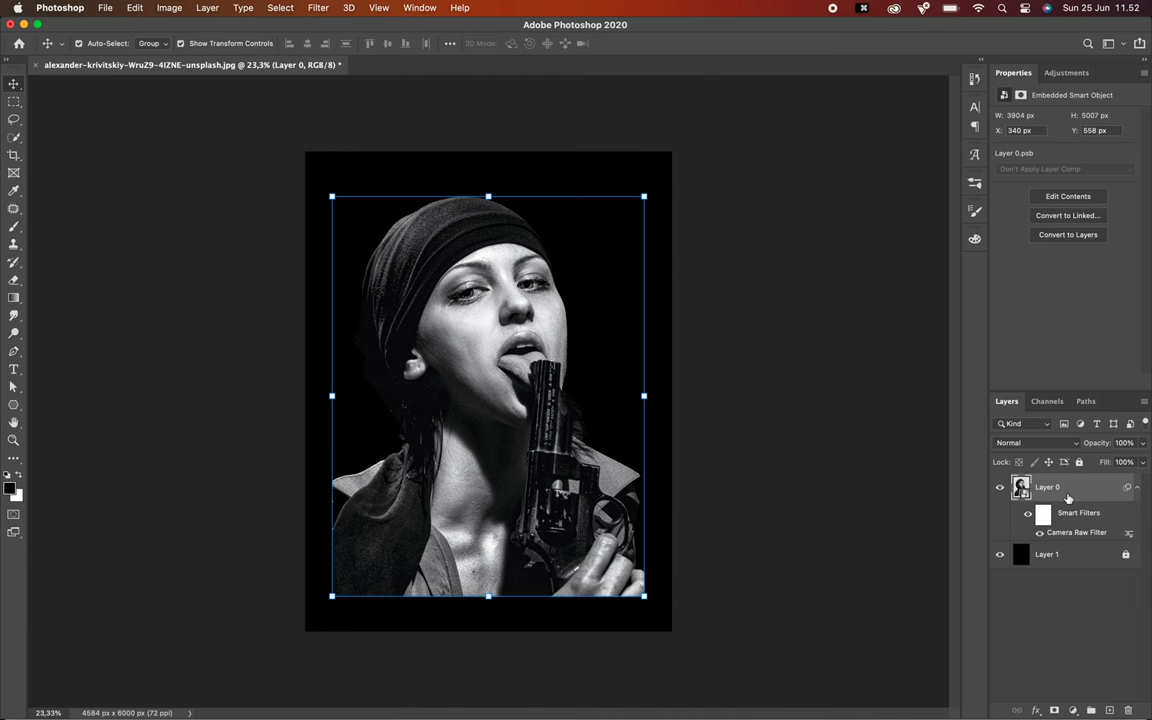 Photoshop File Edit Image Layer Type Select Filter 3D View Window Help Sun 25 Jun 11.52
Adobe Photoshop 2020
Auto-Select: Group Show Transform Controls 3D Mode:
alexander-krivitskiy-WruZ9-4IZNE-unsplash.jpg @ 23,3% (Layer 0, RGB/8) *
Properties Adjustments
Embedded Smart Object
W: 3904 px H: 5007 px
X: 340 px Y: 558 px
Layer 0.psb
Don't Apply Layer Comp
Edit Contents
Convert to Linked...
Convert to Layers
Layers Channels Paths
Kind
Normal Opacity: 100%
Lock: Fill: 100%
Layer 0
Smart Filters
Camera Raw Filter
Layer 1
23,33% 4584 px x 6000 px (72 ppi)